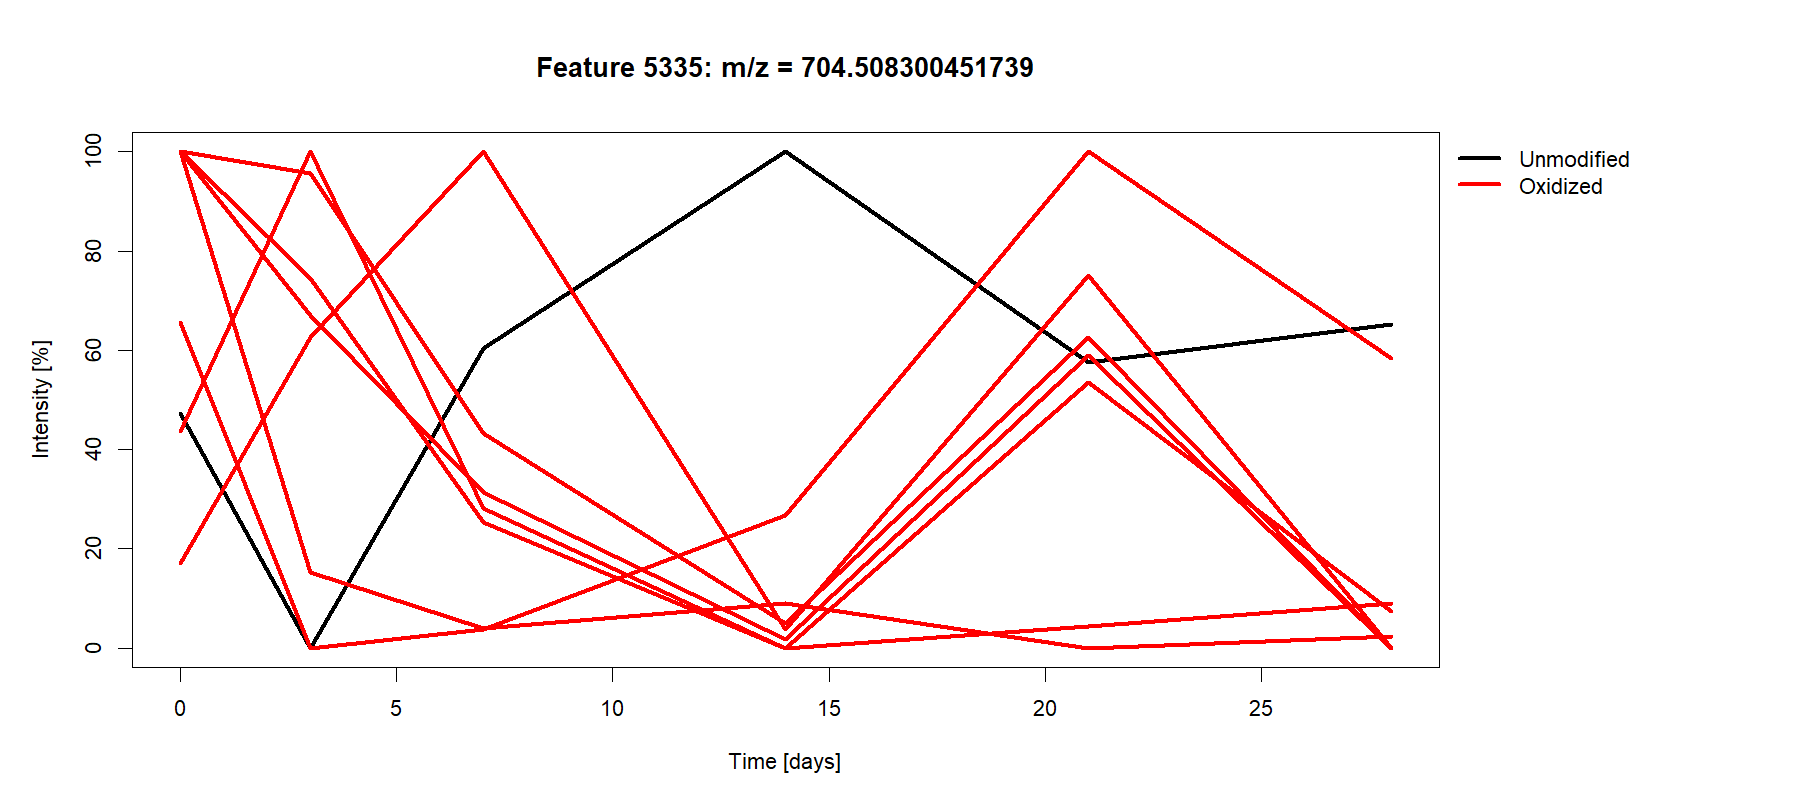 Feature 5335: m/z = 704.508300451739
Unmodified
Oxidized
100
80
60
40
20
0
Intensity [%]
0 5 10 15 20 25
Time [days]